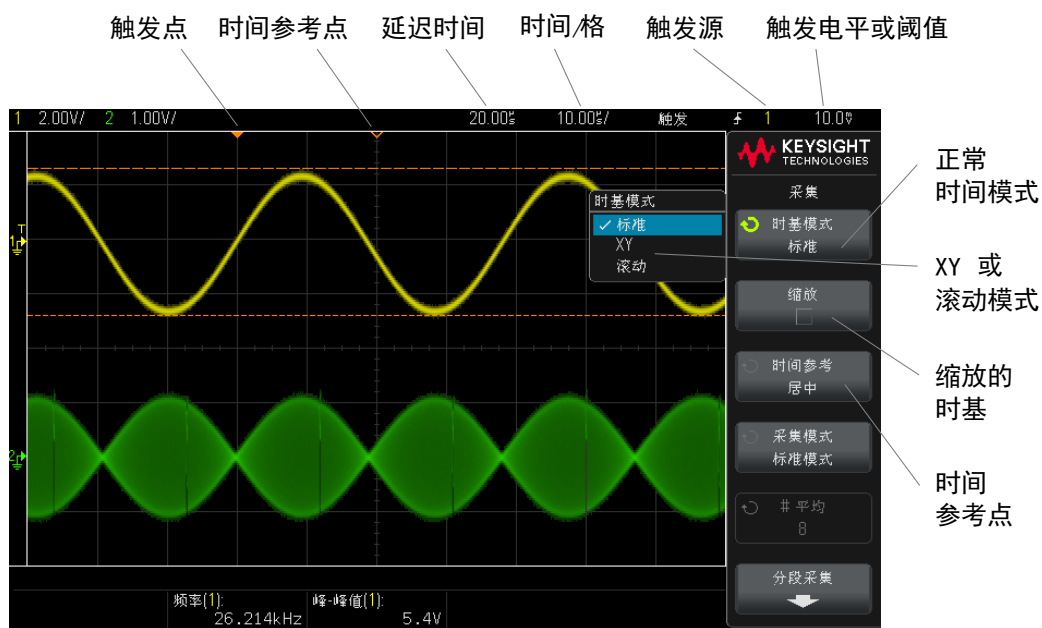 触发点 时间参考点 延迟时间 时间/格 触发源 触发电平或阈值
1 2.00V/ 2 1.00V/ 20.00s 10.00s/ 触发 1 10.0V
KEYSIGHT
TECHNOLOGIES
采集
时基模式
标准
XY
滚动
时基模式
标准
正常
时间模式
XY 或
滚动模式
缩放
缩放的
时基
时间参考
居中
采集模式
标准模式
时间
参考点
# 平均
8
分段采集
T
1
2
频率(1):
26.214kHz
峰-峰值(1):
5.4V